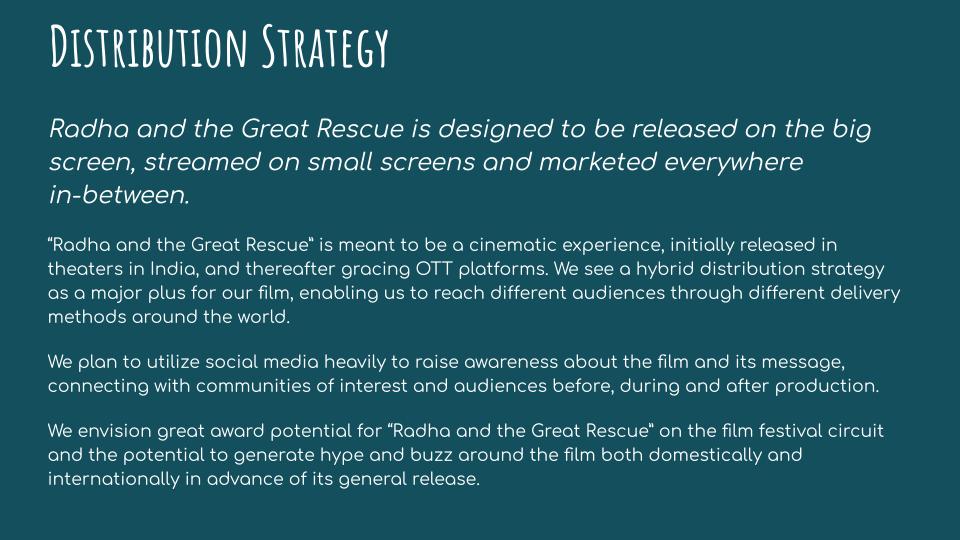 Distribution Strategy
Radha and the Great Rescue is designed to be released on the big
screen, streamed on small screens and marketed everywhere
in-between.
“Radha and the Great Rescue” is meant to be a cinematic experience, initially released in
theaters in India, and thereafter gracing OTT platforms. We see a hybrid distribution strategy
as a major plus for our film, enabling us to reach different audiences through different delivery
methods around the world.
We plan to utilize social media heavily to raise awareness about the film and its message,
connecting with communities of interest and audiences before, during and after production.
We envision great award potential for “Radha and the Great Rescue” on the film festival circuit
and the potential to generate hype and buzz around the film both domestically and
internationally in advance of its general release.